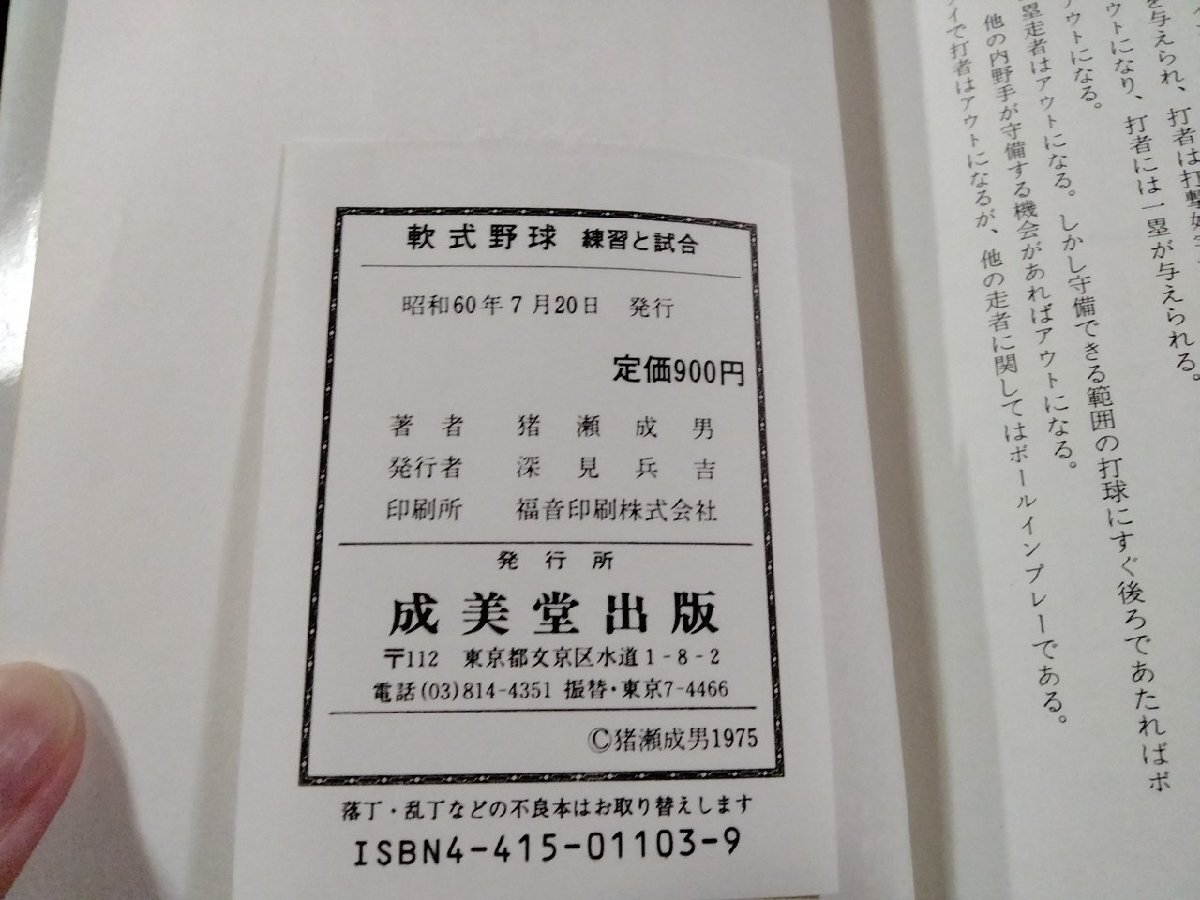 を与えられ、打者は打撃
ウトになり、打者には一塁が与えられる。
アウトになる。
塁走者はアウトになる。しかし守備できる範囲の打球にすぐ後ろであたればボ
他の内野手が守備する機会があればアウトになる。
イで打者はアウトになるが、他の走者に関してはボールインプレーである。
軟式野球 練習と試合
昭和60年7月20日 発行
定価900円
著者 猪瀬成男
発行者 深見兵吉
印刷所 福音印刷株式会社
発行所
成美堂出版
〒112 東京都文京区水道1-8-2
電話(03)814-4351 振替・東京7-4466
©猪瀬成男1975
落丁・乱丁などの不良本はお取り替えします
ISBN4-415-01103-9